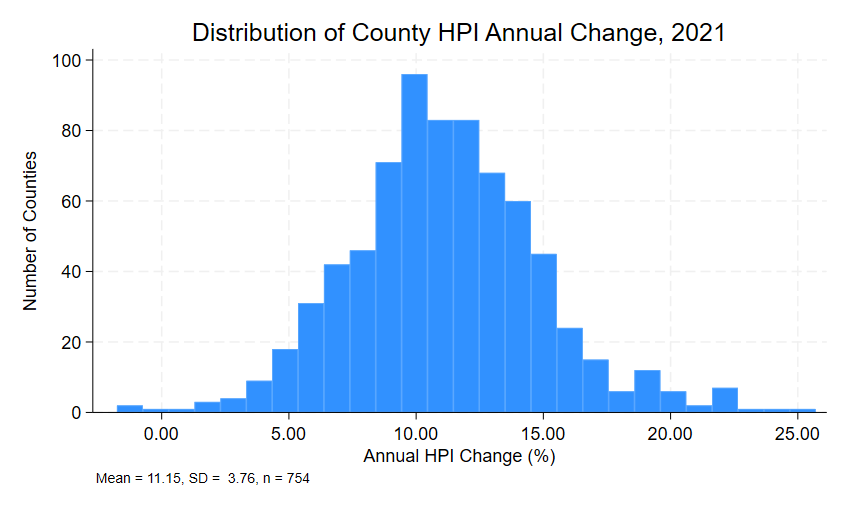 Distribution of County HPI Annual Change, 2021
100
80
60
40
20
0
Number of Counties
0.00 5.00 10.00 15.00 20.00 25.00
Annual HPI Change (%)
Mean = 11.15, SD =  3.76, n = 754